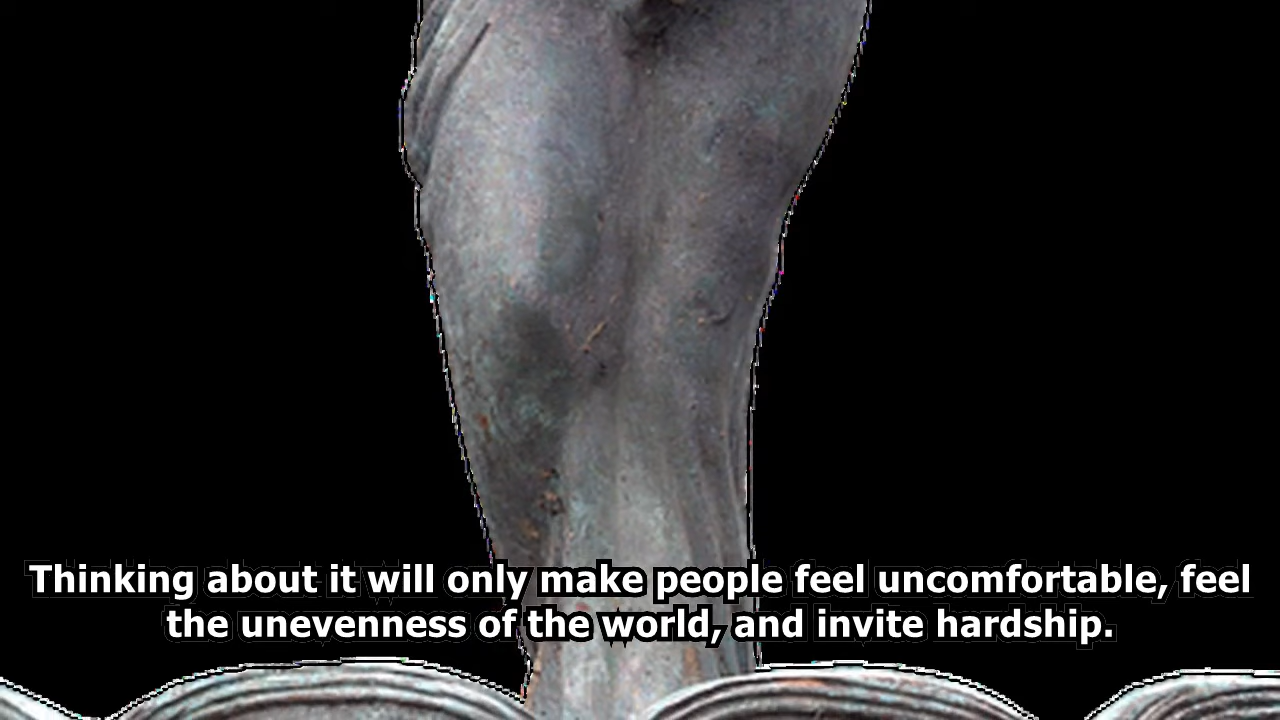 Thinking about it will only make people feel uncomfortable, feel
the unevenness of the world, and invite hardship.